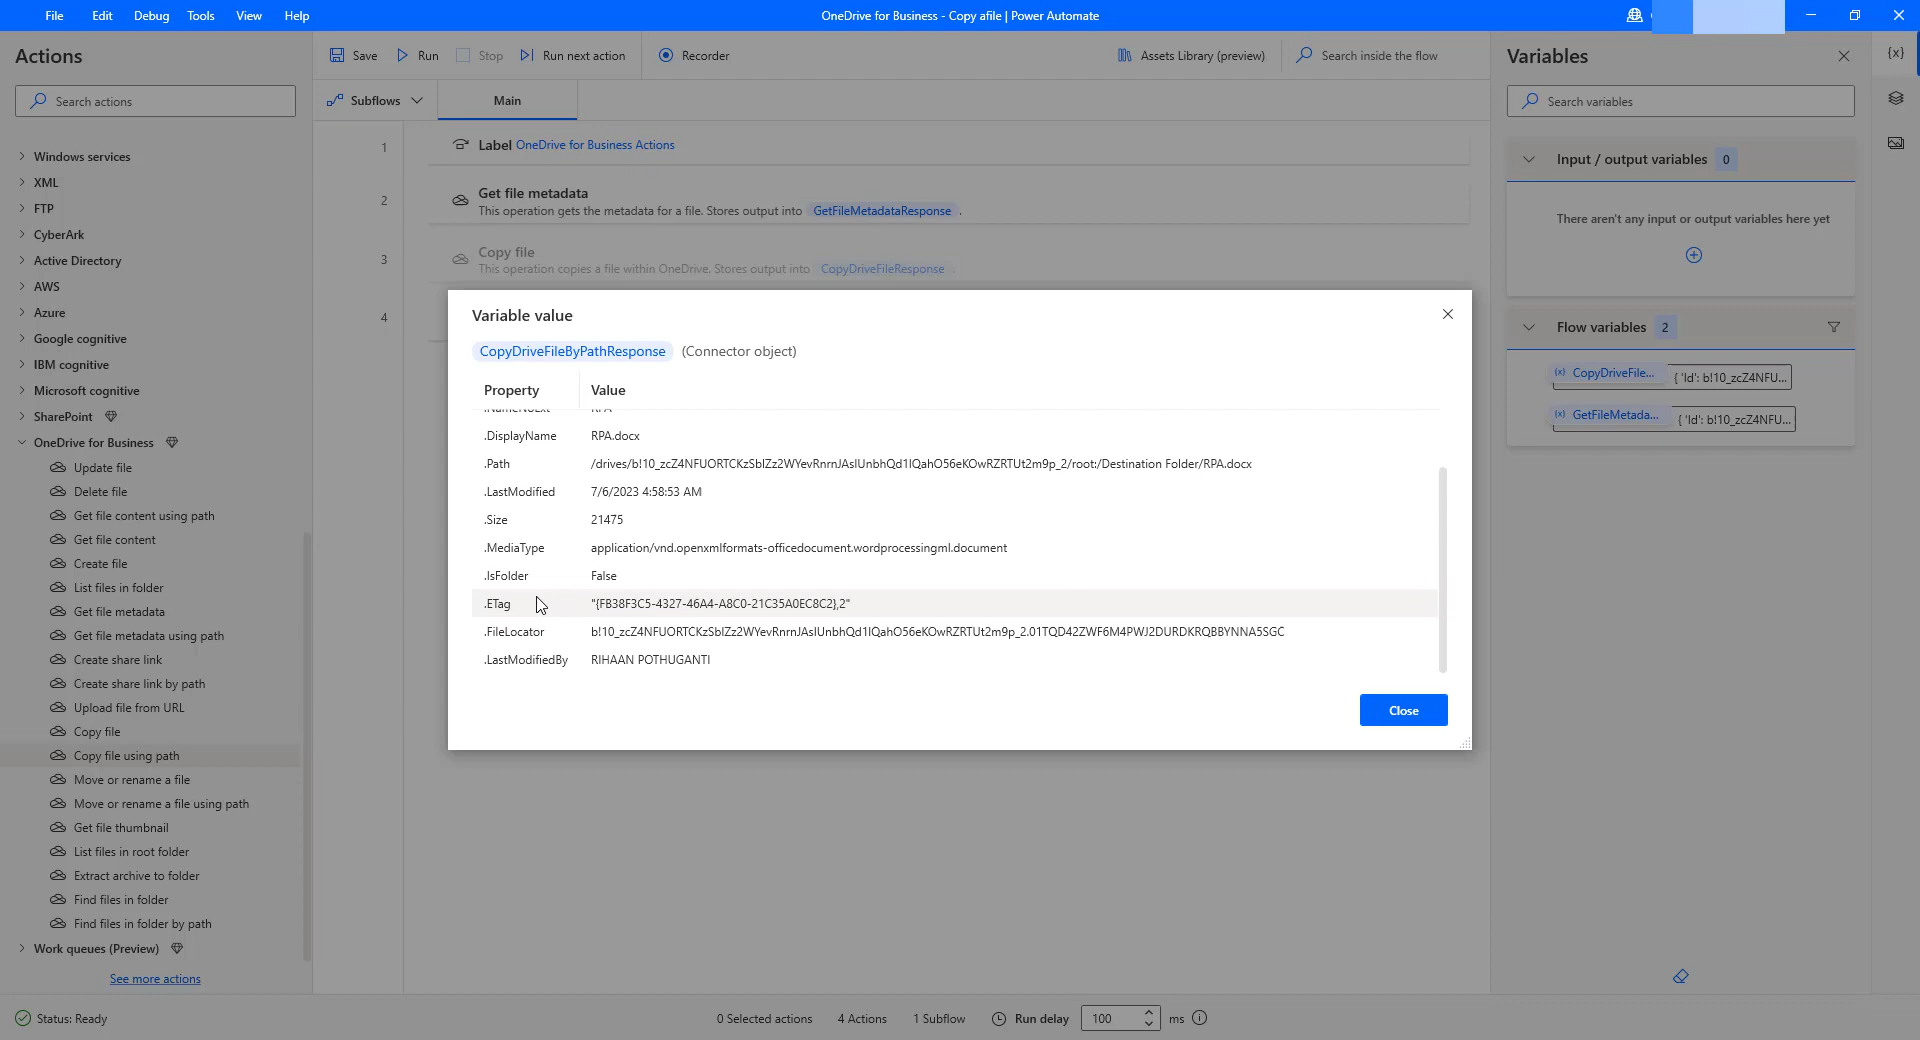 File Edit Debug Tools View Help
OneDrive for Business - Copy afile | Power Automate
Actions
Search actions
Windows services
XML
FTP
CyberArk
Active Directory
AWS
Azure
Google cognitive
IBM cognitive
Microsoft cognitive
SharePoint
OneDrive for Business
Update file
Delete file
Get file content using path
Get file content
Create file
List files in folder
Get file metadata
Get file metadata using path
Create share link
Create share link by path
Upload file from URL
Copy file
Copy file using path
Move or rename a file
Move or rename a file using path
Get file thumbnail
List files in root folder
Extract archive to folder
Find files in folder
Find files in folder by path
Work queues (Preview)
See more actions
Save Run Stop Run next action Recorder
Assets Library (preview) Search inside the flow
Subflows Main
1 Label OneDrive for Business Actions
2 Get file metadata
This operation gets the metadata for a file. Stores output into GetFileMetadataResponse .
3 Copy file
This operation copies a file within OneDrive. Stores output into CopyDriveFileResponse .
4
Variable value
CopyDriveFileByPathResponse (Connector object)
Property Value
.NameNoExt RPA
.DisplayName RPA.docx
.Path /drives/b!10_zcZ4NFUORTCKzSbIZz2WYevRnrnJAsIUnbhQd1IQahO56eKOwRZRTUt2m9p_2/root:/Destination Folder/RPA.docx
.LastModified 7/6/2023 4:58:53 AM
.Size 21475
.MediaType application/vnd.openxmlformats-officedocument.wordprocessingml.document
.IsFolder False
.ETag "{FB38F3C5-4327-46A4-A8C0-21C35A0EC8C2},2"
.FileLocator b!10_zcZ4NFUORTCKzSbIZz2WYevRnrnJAsIUnbhQd1IQahO56eKOwRZRTUt2m9p_2.01TQD42ZWF6M4PWJ2DURDKRQBBYNNA5SGC
.LastModifiedBy RIHAAN POTHUGANTI
Close
Variables
{x}
Search variables
Input / output variables 0
There aren't any input or output variables here yet
Flow variables 2
(x) CopyDriveFile... { 'Id': b!10_zcZ4NFU...
(x) GetFileMetada... { 'Id': b!10_zcZ4NFU...
Status: Ready
0 Selected actions 4 Actions 1 Subflow Run delay 100 ms